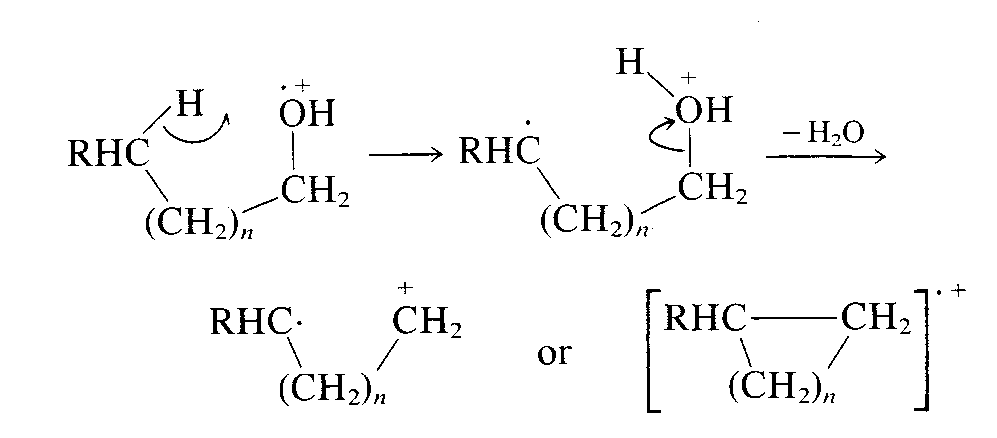 H · + OH H + OH
RHC RHC· −H₂O
CH₂ CH₂
(CH₂)ₙ (CH₂)ₙ
RHC· + CH₂ or [RHC CH₂]· +
(CH₂)ₙ (CH₂)ₙ